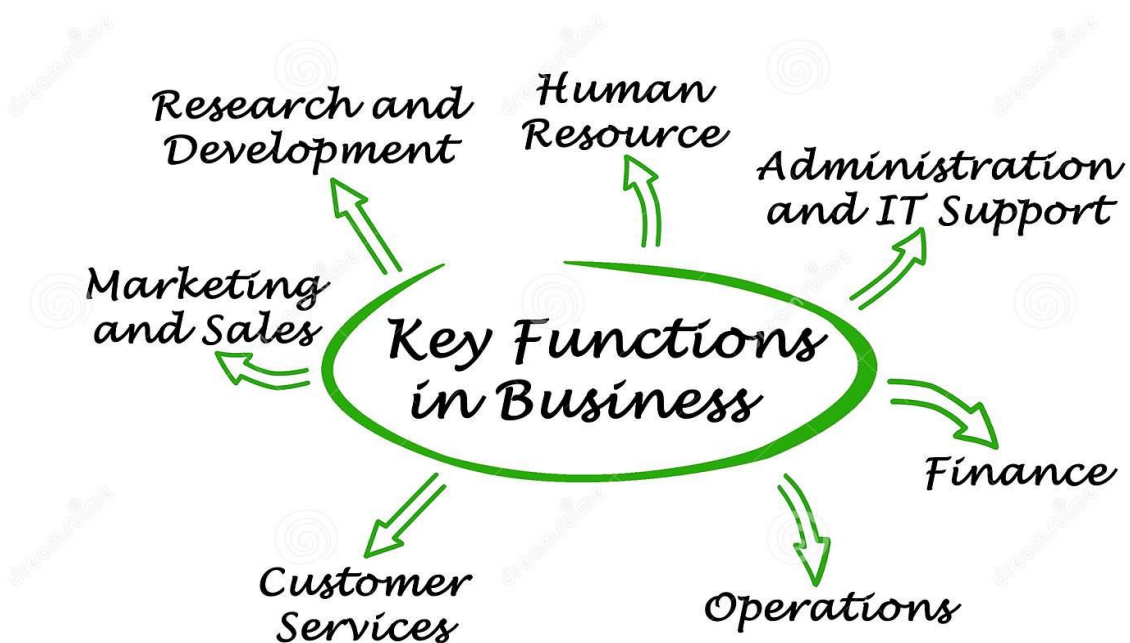 Research and
Development
Human
Resource
Administration
and IT Support
Marketing
and Sales
Key Functions
in Business
Finance
Customer
Services
Operations
dreamstime